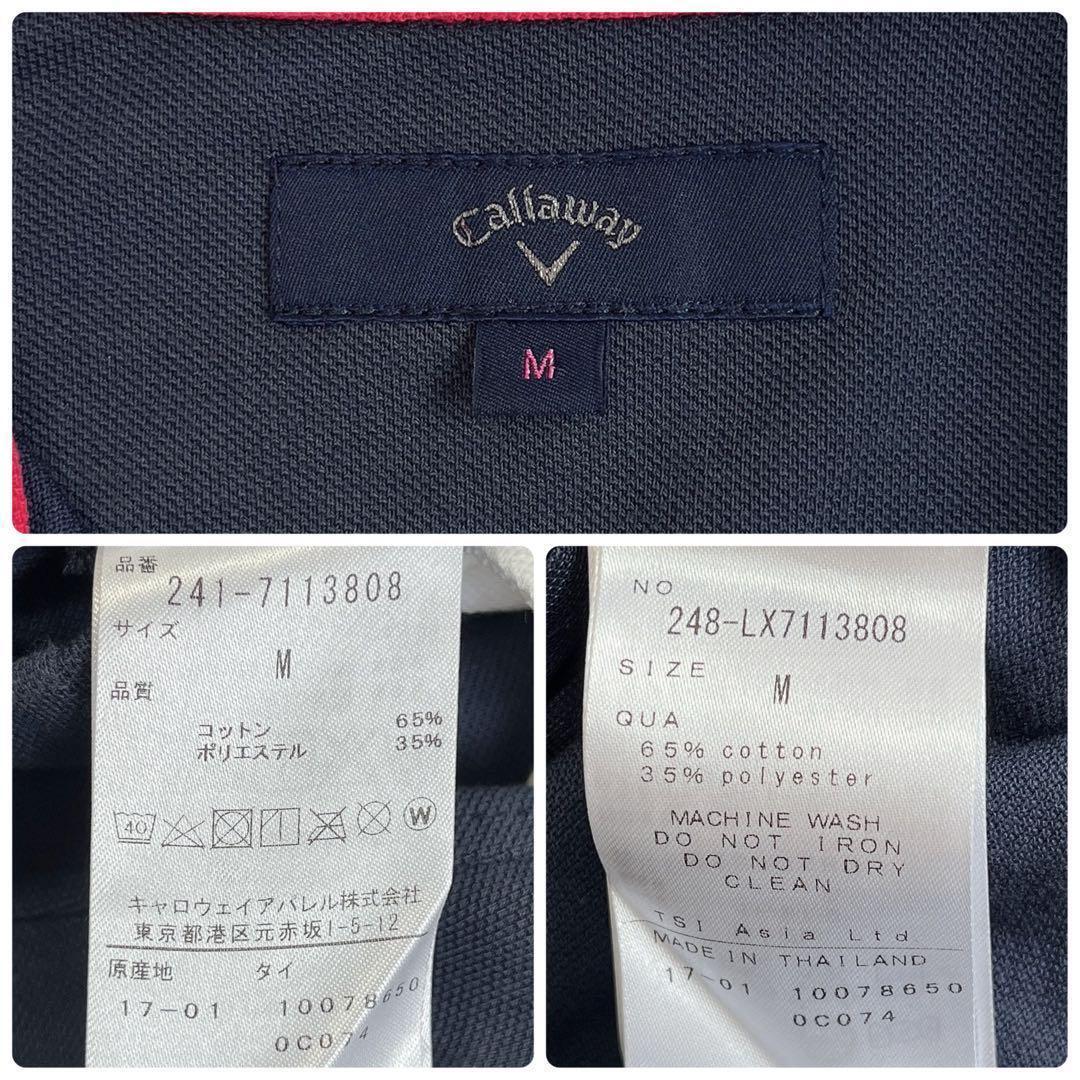 Callaway
M
品番
241-7113808
サイズ
M
品質
コットン 65%
ポリエステル 35%
40
W
キャロウェイアパレル株式会社
東京都港区元赤坂1-5-12
原産地 タイ
17-01 10078650
0C074
NO
248-LX7113808
SIZE
M
QUA
65% cotton
35% polyester
MACHINE WASH
DO NOT IRON
DO NOT DRY
CLEAN
TSI Asia Ltd
MADE IN THAILAND
17-01 10078650
0C074